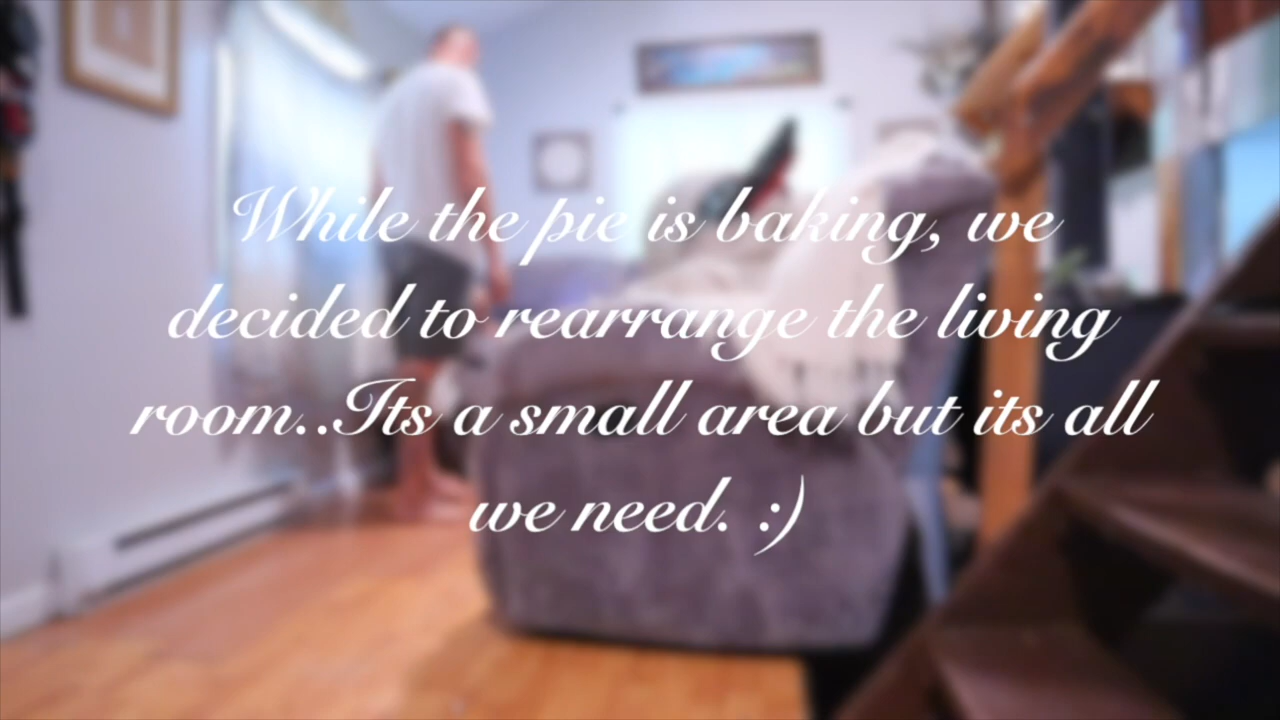 While the pie is baking, we
decided to rearrange the living
room..Its a small area but its all
we need. :)